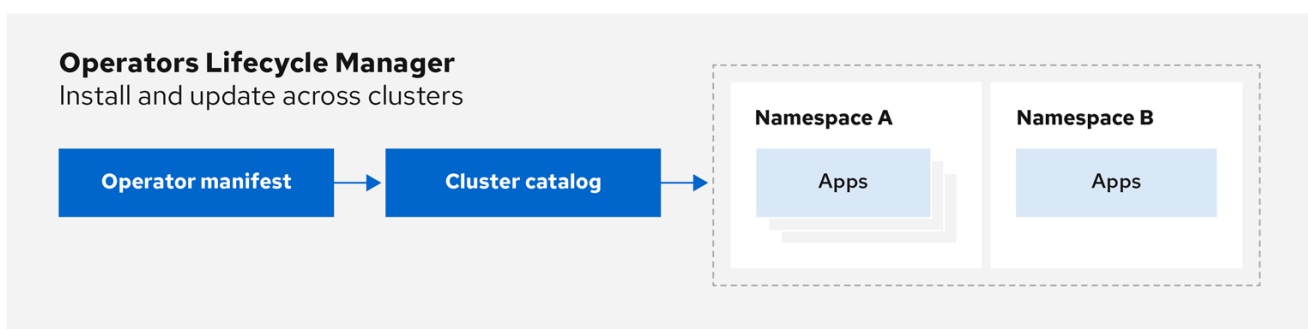 Operators Lifecycle Manager
Install and update across clusters
Operator manifest
Cluster catalog
Namespace A
Apps
Namespace B
Apps